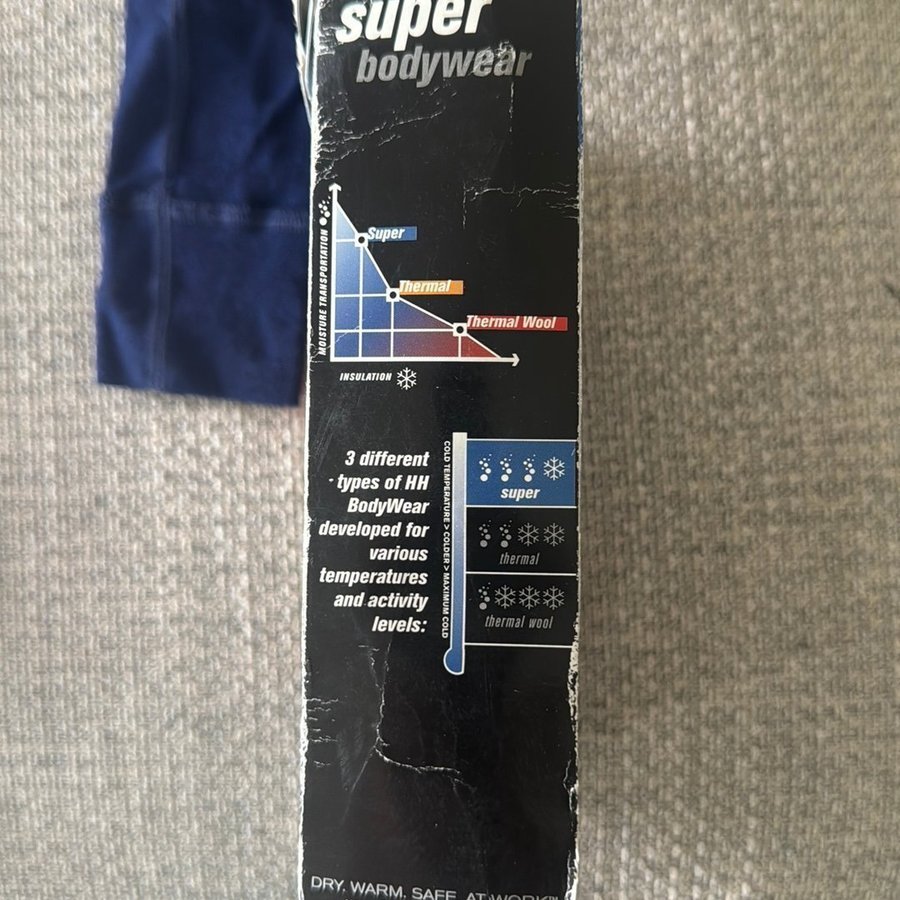 super
bodywear
MOISTURE TRANSPORTATION
Super
Thermal
Thermal Wool
INSULATION
3 different
types of HH
BodyWear
developed for
various
temperatures
and activity
levels:
COLD TEMPERATURE > COLDER > MAXIMUM COLD
super
thermal
thermal wool
DRY. WARM. SAFE. AT WORK™